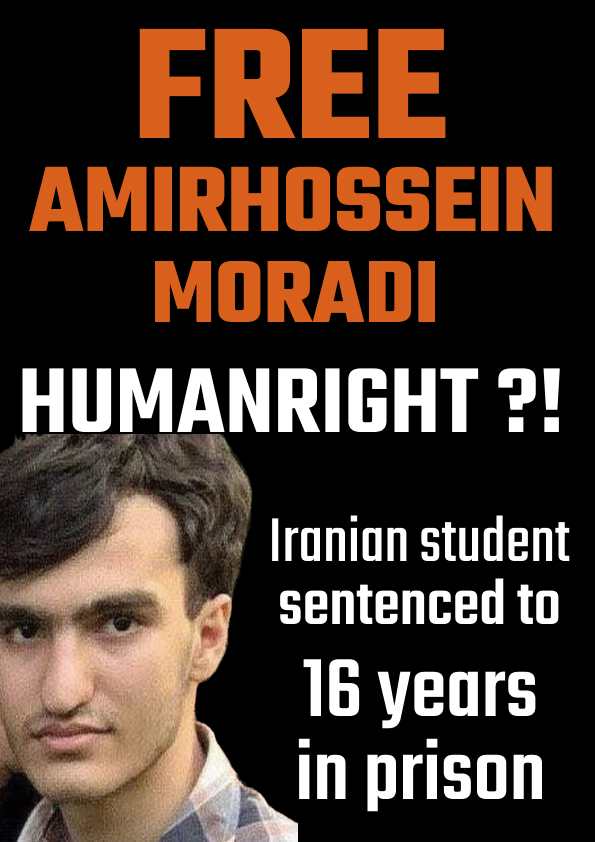 FREE
AMIRHOSSEIN
MORADI
HUMANRIGHT ?!
Iranian student
sentenced to
16 years
in prison